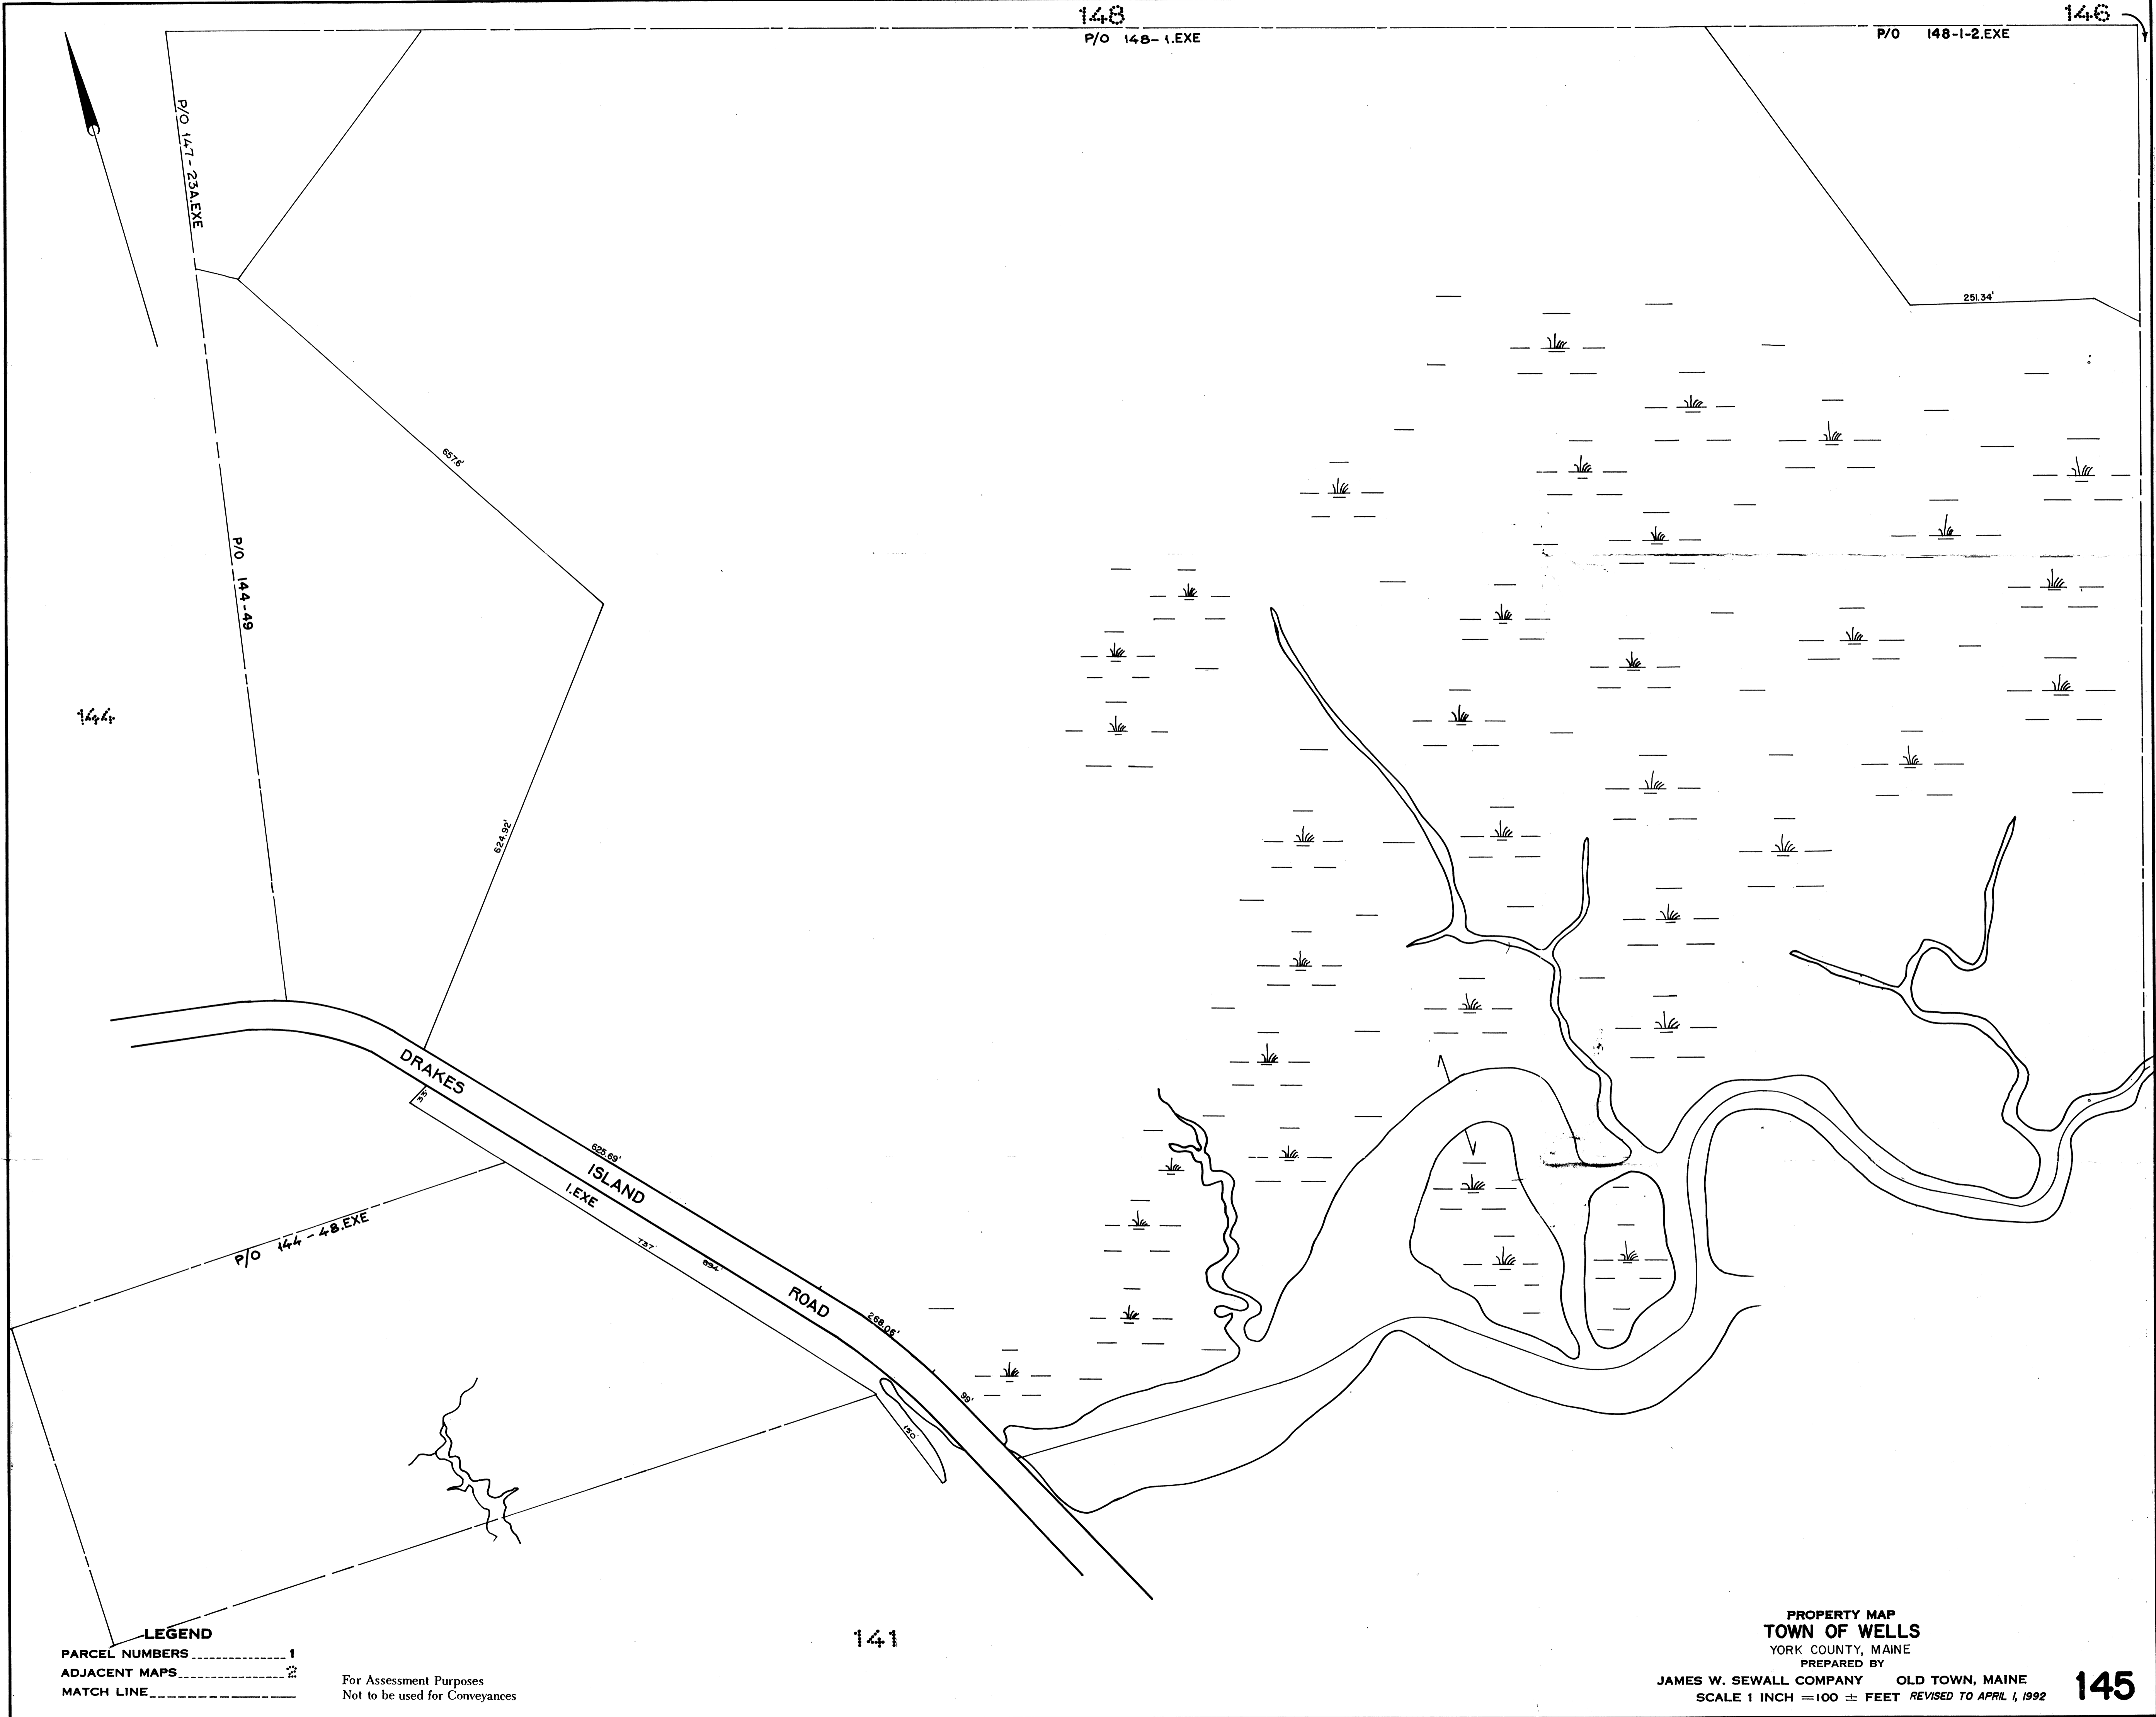 148
146
P/O 148-1.EXE
P/O 148-1-2.EXE
P/O 147-23A.EXE
251.34'
657.6'
P/O 144-49
144
624.92'
DRAKES
33'
625.69'
ISLAND
1.EXE
P/O 144-48.EXE
737'
894'
ROAD
268.06'
99'
150
141
LEGEND
PARCEL NUMBERS 1
ADJACENT MAPS 2
MATCH LINE
For Assessment Purposes
Not to be used for Conveyances
PROPERTY MAP
TOWN OF WELLS
YORK COUNTY, MAINE
PREPARED BY
JAMES W. SEWALL COMPANY OLD TOWN, MAINE
SCALE 1 INCH = 100 ± FEET REVISED TO APRIL 1, 1992
145